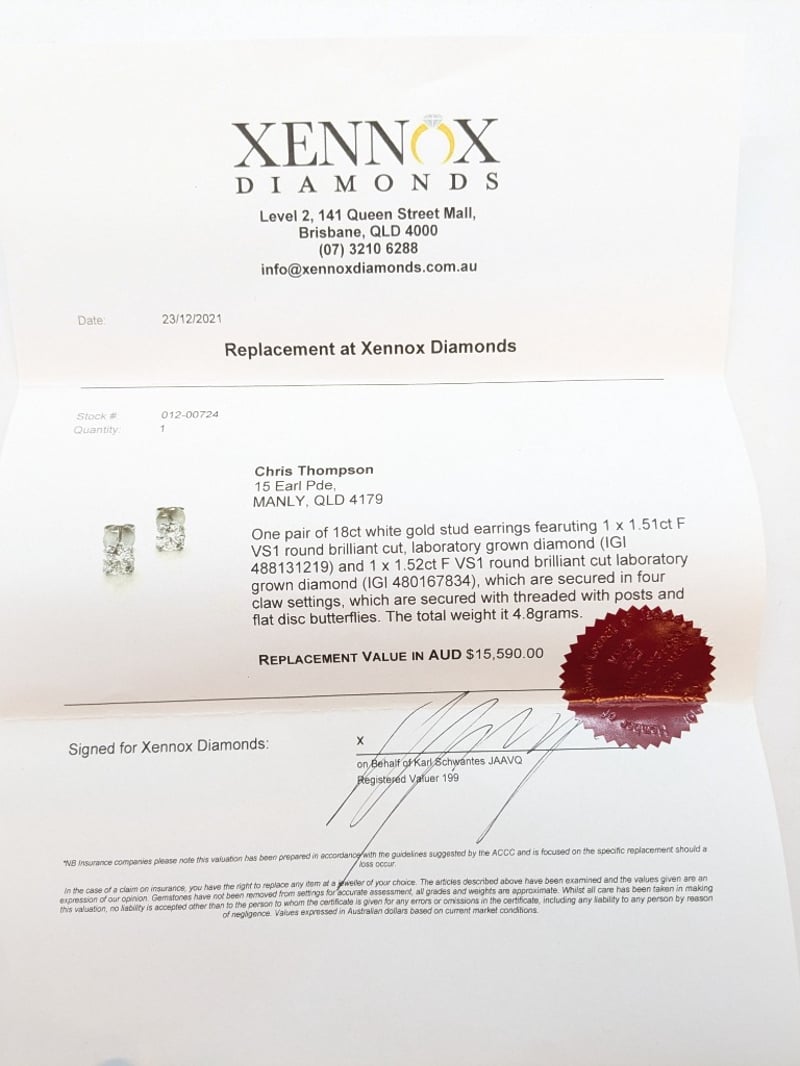 XENNOX
DIAMONDS
Level 2, 141 Queen Street Mall,
Brisbane, QLD 4000
(07) 3210 6288
info@xennoxdiamonds.com.au
Date: 23/12/2021
Replacement at Xennox Diamonds
Stock #. 012-00724
Quantity: 1
Chris Thompson
15 Earl Pde,
MANLY, QLD 4179
One pair of 18ct white gold stud earrings fearuting 1 x 1.51ct F
VS1 round brilliant cut, laboratory grown diamond (IGI
488131219) and 1 x 1.52ct F VS1 round brilliant cut laboratory
grown diamond (IGI 480167834), which are secured in four
claw settings, which are secured with threaded with posts and
flat disc butterflies. The total weight it 4.8grams.
REPLACEMENT VALUE IN AUD $15,590.00
Member of
Signed for Xennox Diamonds:
X
on Behalf of Karl Schwantes JAAVQ
Registered Valuer 199
*NB Insurance companies please note this valuation has been prepared in accordance with the guidelines suggested by the ACCC and is focused on the specific replacement should a
loss occur.
In the case of a claim on insurance, you have the right to replace any item at a jeweller of your choice. The articles described above have been examined and the values given are an
expression of our opinion. Gemstones have not been removed from settings for accurate assessment, all grades and weights are approximate. Whilst all care has been taken in making
this valuation, no liability is accepted other than to the person to whom the certificate is given for any errors or omissions in the certificate, including any liability to any person by reason
of negligence. Values expressed in Australian dollars based on current market conditions.